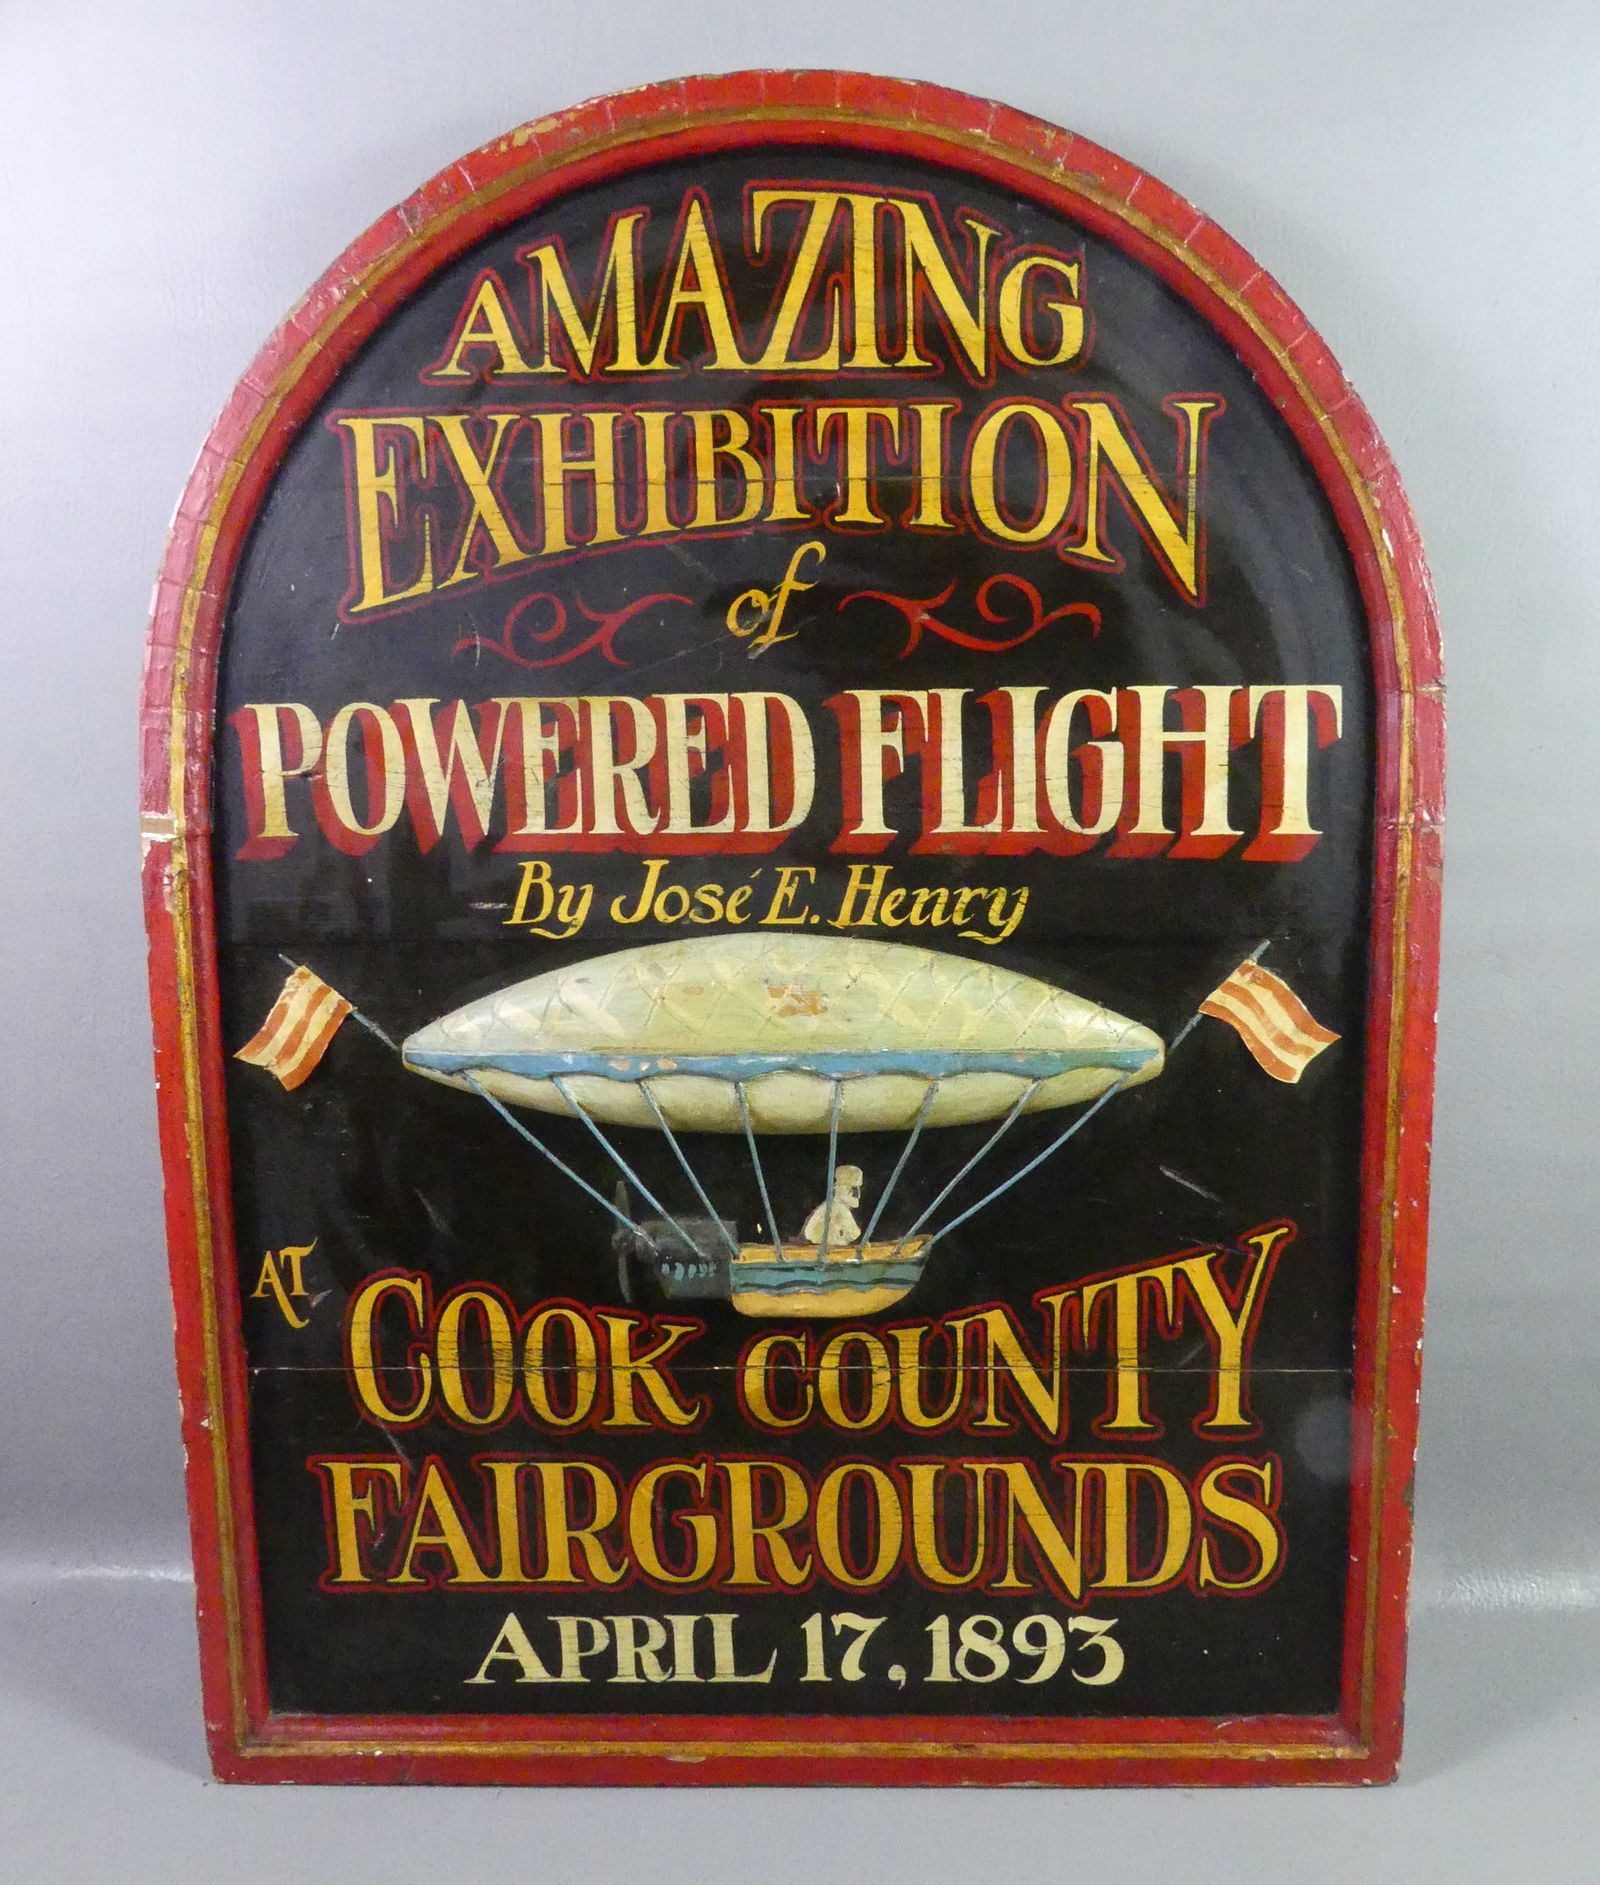 AMAZING
EXHIBITION
of
POWERED FLIGHT
By José E. Henry
AT
COOK COUNTY
FAIRGROUNDS
APRIL 17, 1893